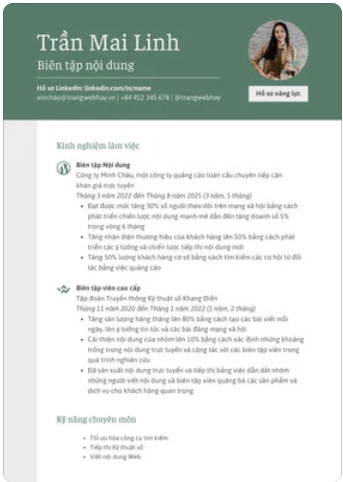 Trần Mai Linh
Biên tập nội dung
Hồ sơ LinkedIn: linkedin.com/in/name
xinchao@trangwebhay.vn | +84 912 345 678 | @trangwebhay
Hồ sơ năng lực
Kinh nghiệm làm việc
Biên tập Nội dung
Công ty Minh Châu, một công ty quảng cáo toàn cầu chuyên tiếp cận
khán giả trực tuyến
Tháng 3 năm 2022 đến Tháng 8 năm 2025 (3 năm, 5 tháng)
• Đạt được mức tăng 30% số người theo dõi trên mạng xã hội bằng cách
phát triển chiến lược nội dung mạnh mẽ dẫn đến tăng doanh số 5%
trong vòng 6 tháng
• Tăng nhận diện thương hiệu của khách hàng lên 50% bằng cách phát
triển các ý tưởng và chiến lược tiếp thị nội dung mới
• Tăng 50% lượng khách hàng cơ sở bằng cách tìm kiếm các cơ hội từ đối
tác bằng việc quảng cáo
Biên tập viên cao cấp
Tập đoàn Truyền thông Kỹ thuật số Khang Điền
Tháng 11 năm 2020 đến Tháng 1 năm 2022 (1 năm, 2 tháng)
• Tăng sản lượng hàng tháng lên 80% bằng cách tạo các bài viết mỗi
ngày, lên ý tưởng tin tức và các bài đăng mạng xã hội
• Cải thiện nội dung của nhóm lên 10% bằng cách xác định những khoảng
trống trong nội dung trực tuyến và cộng tác với các biên tập viên trong
quá trình nghiên cứu
• Đã sản xuất nội dung trực tuyến và tiếp thị bằng việc dẫn dắt nhóm
những người viết nội dung và biên tập viên quảng bá các sản phẩm và
dịch vụ cho khách hàng quan trọng
Kỹ năng chuyên môn
• Tối ưu hóa công cụ tìm kiếm
• Tiếp thị Kỹ thuật số
• Viết nội dung Web